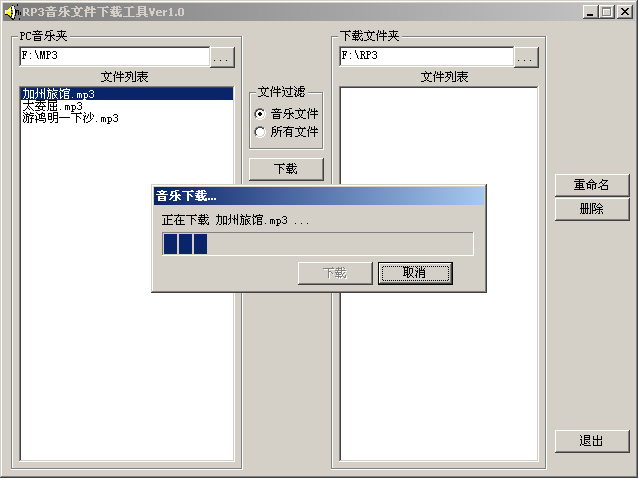 RP3音乐文件下载工具Ver1.0
PC音乐夹
F:\MP3
...
文件列表
加州旅馆.mp3
太委屈.mp3
游鸿明一下沙.mp3
文件过滤
音乐文件
所有文件
下载
下载文件夹
F:\RP3
...
文件列表
重命名
删除
退出
音乐下载...
正在下载 加州旅馆.mp3 ...
下载
取消